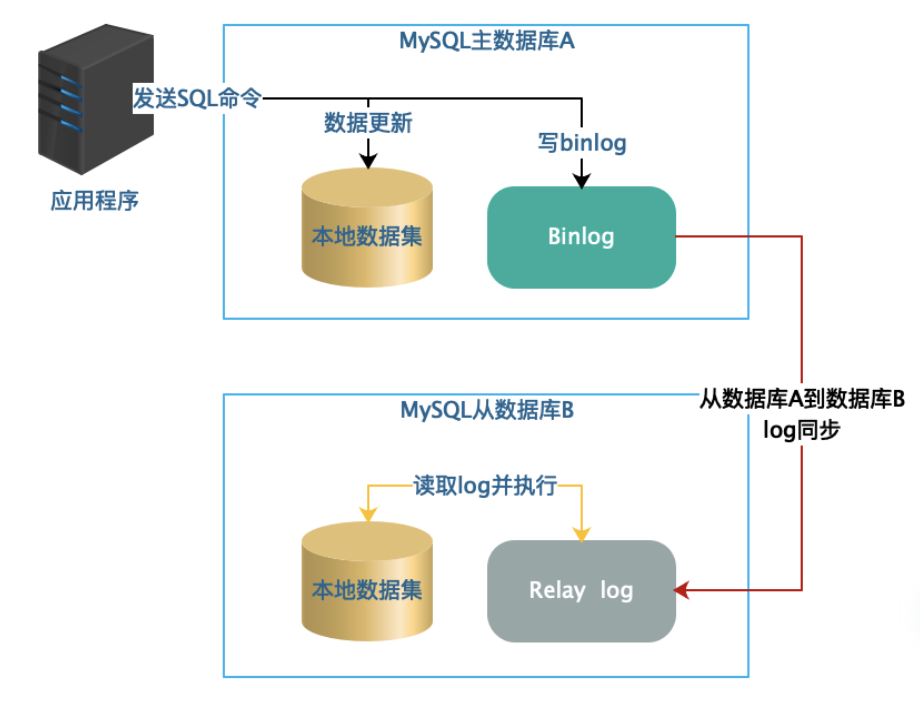 MySQL主数据库A
发送SQL命令
数据更新
写binlog
应用程序
本地数据集
Binlog
从数据库A到数据库B
log同步
MySQL从数据库B
读取log并执行
本地数据集
Relay log